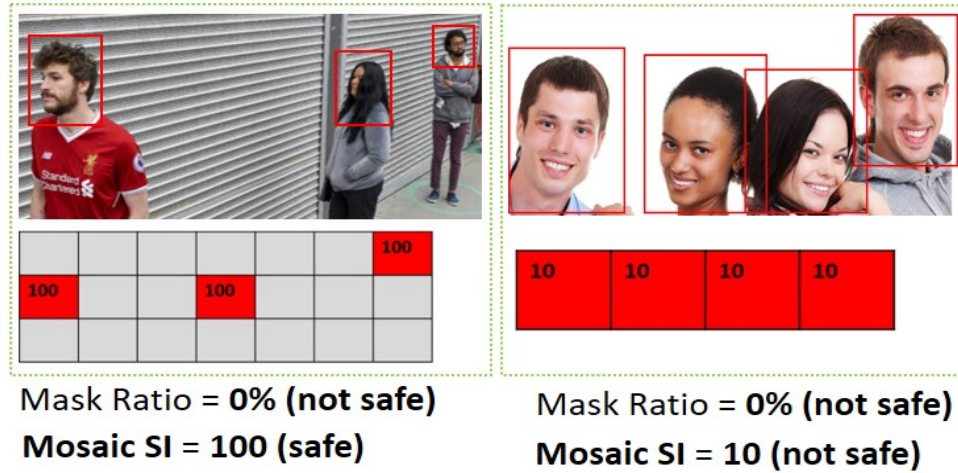 Standard
Chartered
100
100 100
Mask Ratio = 0% (not safe)
Mosaic SI = 100 (safe)
10 10 10 10
Mask Ratio = 0% (not safe)
Mosaic SI = 10 (not safe)